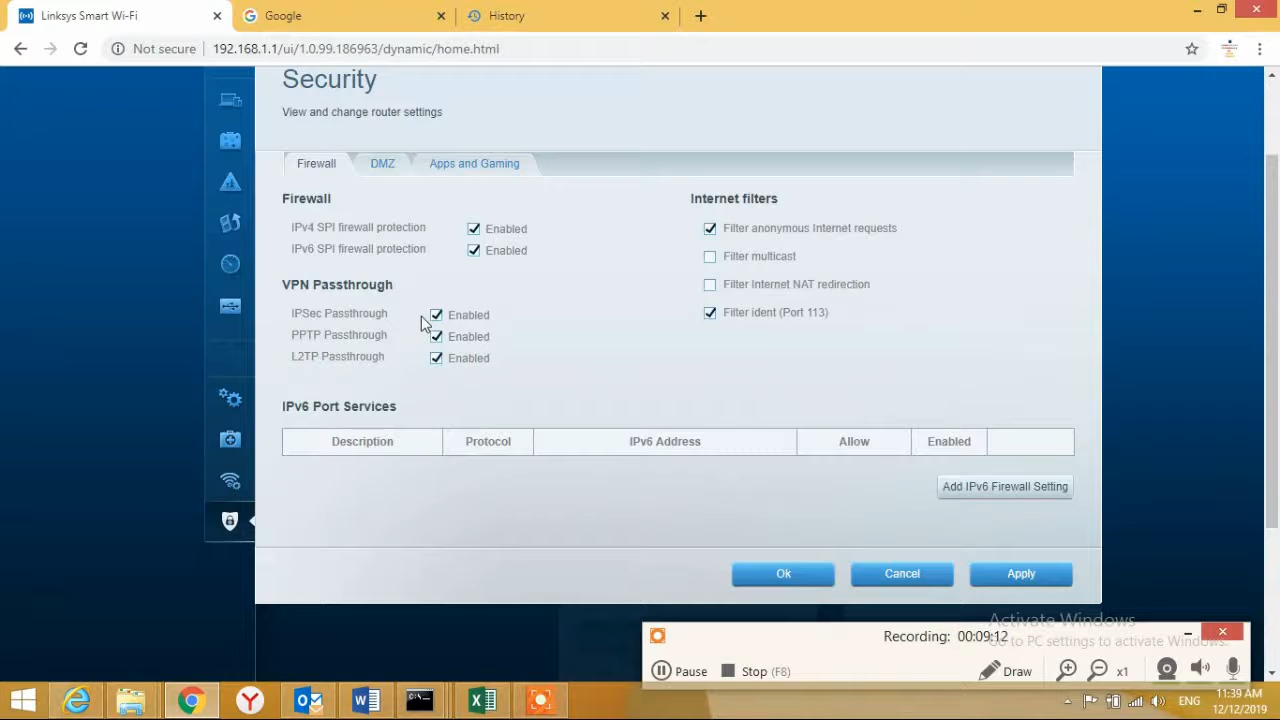 Linksys Smart Wi-Fi
Google
History
Not secure
192.168.1.1/ui/1.0.99.186963/dynamic/home.html
Security
View and change router settings
Firewall DMZ Apps and Gaming
Firewall
IPv4 SPI firewall protection Enabled
IPv6 SPI firewall protection Enabled
VPN Passthrough
IPSec Passthrough Enabled
PPTP Passthrough Enabled
L2TP Passthrough Enabled
Internet filters
Filter anonymous Internet requests
Filter multicast
Filter Internet NAT redirection
Filter ident (Port 113)
IPv6 Port Services
Description Protocol IPv6 Address Allow Enabled
Add IPv6 Firewall Setting
Ok Cancel Apply
Activate Windows
Go to PC settings to activate Windows.
Recording: 00:09:12
Pause Stop (F8) Draw x1
ENG
11:39 AM
12/12/2019